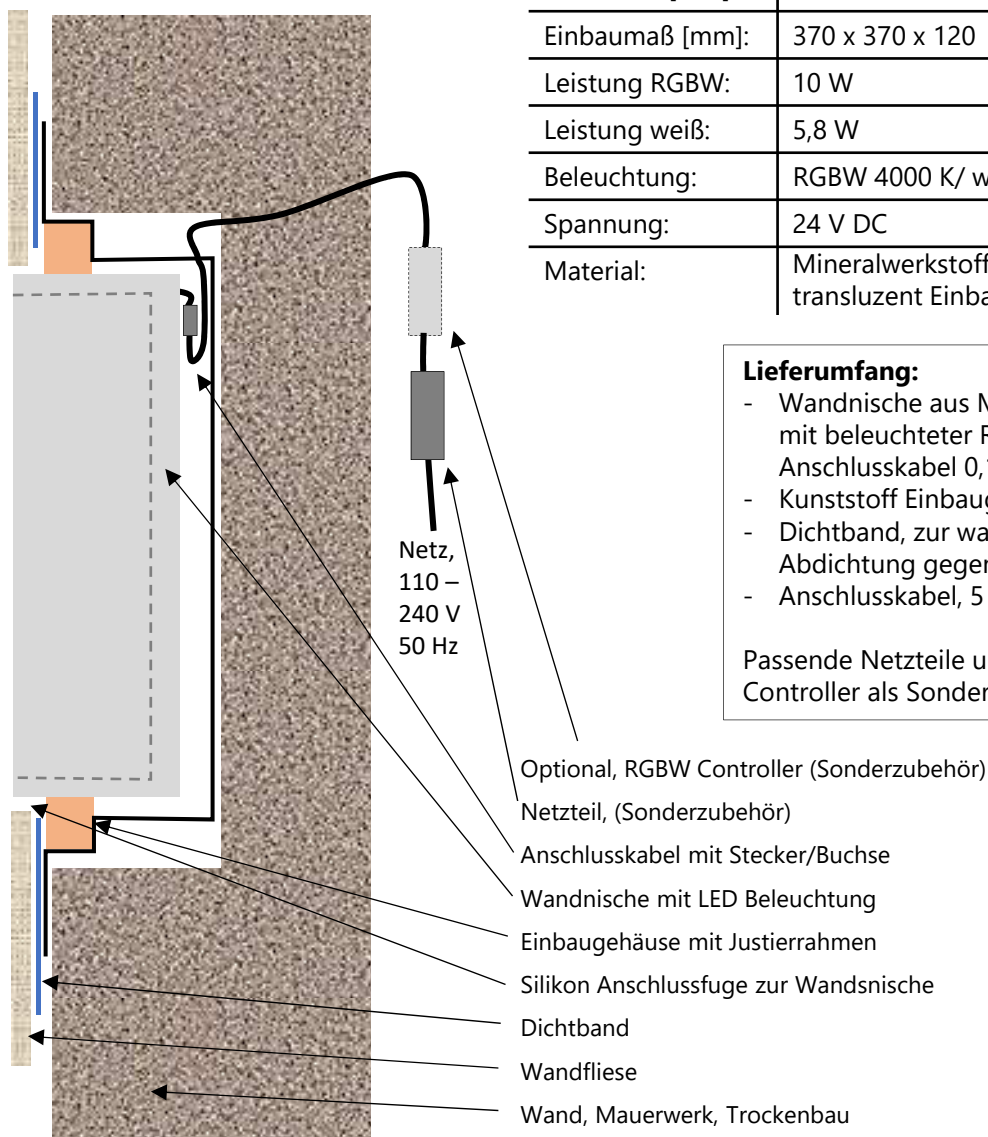 Einbaumaß [mm]: 370 x 370 x 120
Leistung RGBW: 10 W
Leistung weiß: 5,8 W
Beleuchtung: RGBW 4000 K/ w
Spannung: 24 V DC
Material: Mineralwerkstoff
transluzent Einba
Lieferumfang:
- Wandnische aus M
mit beleuchteter R
Anschlusskabel 0,
- Kunststoff Einbaug
- Dichtband, zur wa
Abdichtung gegen
- Anschlusskabel, 5
Passende Netzteile u
Controller als Sonder
Netz,
110 –
240 V
50 Hz
Optional, RGBW Controller (Sonderzubehör)
Netzteil, (Sonderzubehör)
Anschlusskabel mit Stecker/Buchse
Wandnische mit LED Beleuchtung
Einbaugehäuse mit Justierrahmen
Silikon Anschlussfuge zur Wandsnische
Dichtband
Wandfliese
Wand, Mauerwerk, Trockenbau